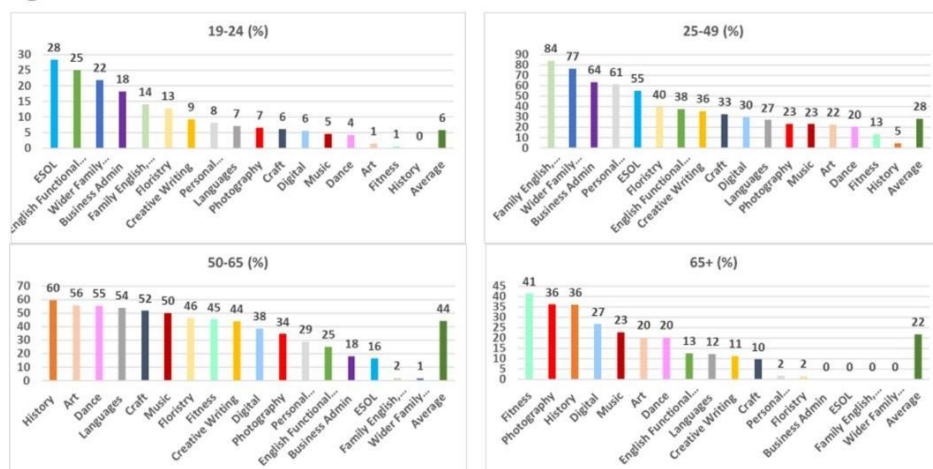 19-24 (%)
30
25
20
15
10
5
0
28
25
22
18
14
13
9
8
7
7
6
6
5
4
1
1
0
6
ESOL
English Functional...
Wider Family...
Business Admin
Family English,...
Floristry
Creative Writing
Personal...
Languages
Photography
Craft
Digital
Music
Dance
Art
Fitness
History
Average
25-49 (%)
90
80
70
60
50
40
30
20
10
0
84
77
64
61
55
40
38
36
33
30
27
23
23
22
20
13
5
28
Family English,...
Wider Family...
Business Admin
Personal...
ESOL
Floristry
English Functional...
Creative Writing
Craft
Digital
Languages
Photography
Music
Art
Dance
Fitness
History
Average
50-65 (%)
70
60
50
40
30
20
10
0
60
56
55
54
52
50
46
45
44
38
34
29
25
18
16
2
1
44
History
Art
Dance
Languages
Craft
Music
Floristry
Fitness
Creative Writing
Digital
Photography
Personal...
English Functional...
Business Admin
ESOL
Family English,...
Wider Family...
Average
65+ (%)
45
40
35
30
25
20
15
10
5
0
41
36
36
27
23
20
20
13
12
11
10
2
2
0
0
0
0
22
Fitness
Photography
History
Digital
Music
Art
Dance
English Functional...
Languages
Creative Writing
Craft
Personal...
Floristry
Business Admin
ESOL
Family English,...
Wider Family...
Average